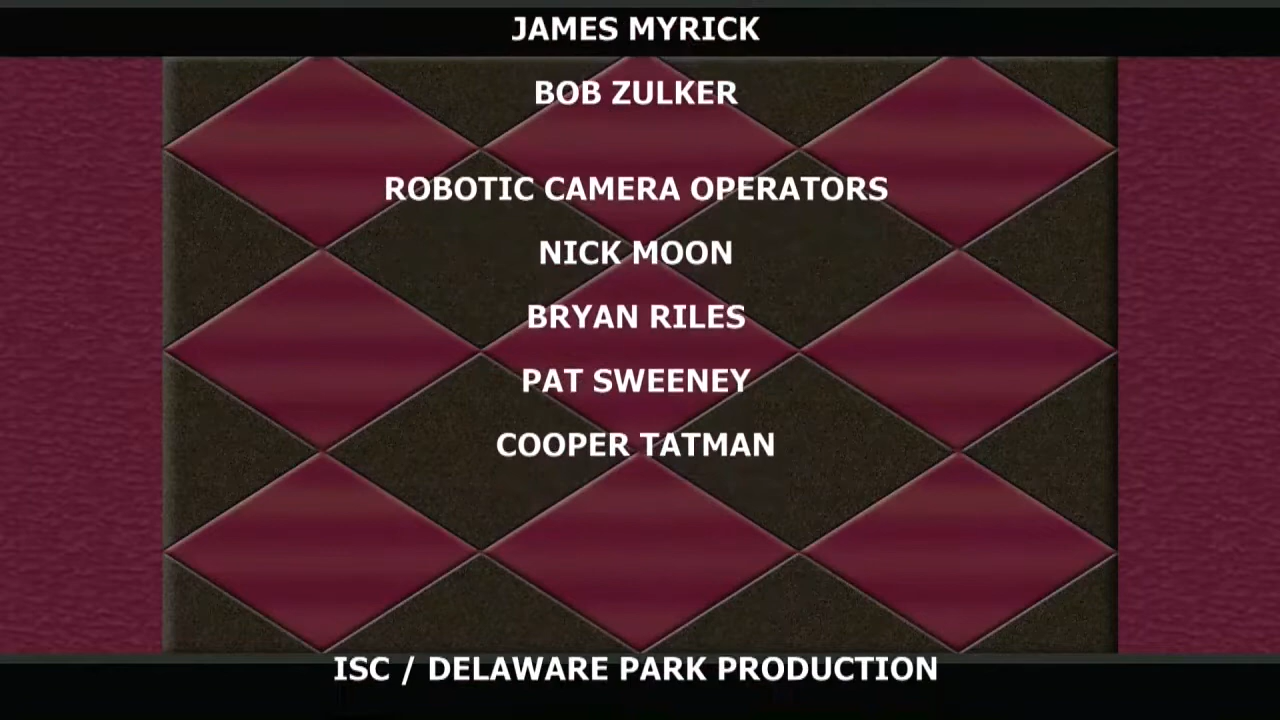 JAMES MYRICK
BOB ZULKER
ROBOTIC CAMERA OPERATORS
NICK MOON
BRYAN RILES
PAT SWEENEY
COOPER TATMAN
ISC / DELAWARE PARK PRODUCTION